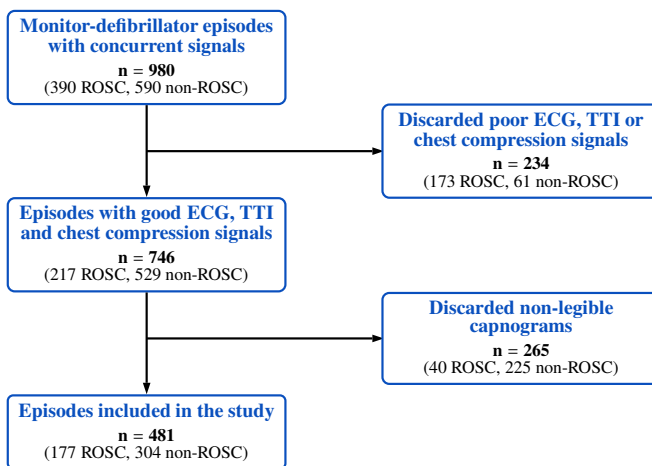 Monitor-defibrillator episodes
with concurrent signals
n = 980
(390 ROSC, 590 non-ROSC)
Discarded poor ECG, TTI or
chest compression signals
n = 234
(173 ROSC, 61 non-ROSC)
Episodes with good ECG, TTI
and chest compression signals
n = 746
(217 ROSC, 529 non-ROSC)
Discarded non-legible
capnograms
n = 265
(40 ROSC, 225 non-ROSC)
Episodes included in the study
n = 481
(177 ROSC, 304 non-ROSC)